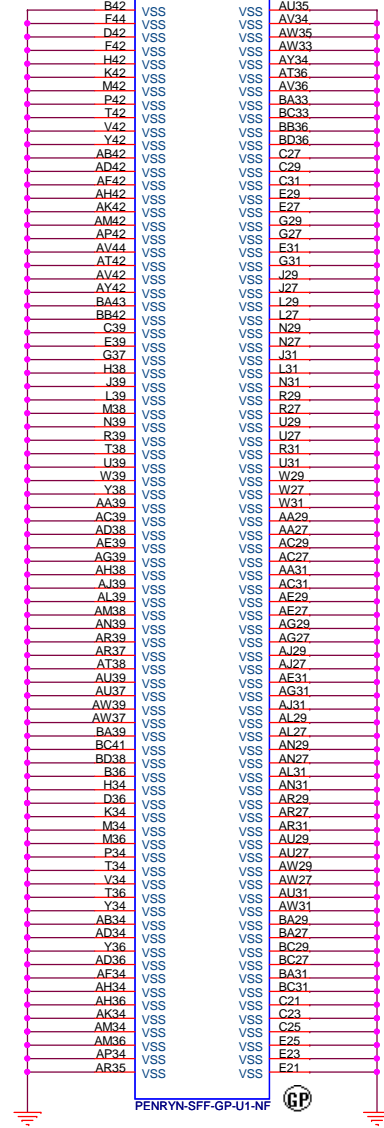 B42 VSS VSS AU35
F44 VSS VSS AV34
D42 VSS VSS AW35
F42 VSS VSS AW33
H42 VSS VSS AY34
K42 VSS VSS AT36
M42 VSS VSS AV36
P42 VSS VSS BA33
T42 VSS VSS BC33
V42 VSS VSS BB36
Y42 VSS VSS BD36
AB42 VSS VSS C27
AD42 VSS VSS C29
AF42 VSS VSS C31
AH42 VSS VSS E29
AK42 VSS VSS E27
AM42 VSS VSS G29
AP42 VSS VSS G27
AV44 VSS VSS E31
AT42 VSS VSS G31
AV42 VSS VSS J29
AY42 VSS VSS J27
BA43 VSS VSS L29
BB42 VSS VSS L27
C39 VSS VSS N29
E39 VSS VSS N27
G37 VSS VSS J31
H38 VSS VSS L31
J39 VSS VSS N31
L39 VSS VSS R29
M38 VSS VSS R27
N39 VSS VSS U29
R39 VSS VSS U27
T38 VSS VSS R31
U39 VSS VSS U31
W39 VSS VSS W29
Y38 VSS VSS W27
AA39 VSS VSS W31
AC39 VSS VSS AA29
AD38 VSS VSS AA27
AE39 VSS VSS AC29
AG39 VSS VSS AC27
AH38 VSS VSS AA31
AJ39 VSS VSS AC31
AL39 VSS VSS AE29
AM38 VSS VSS AE27
AN39 VSS VSS AG29
AR39 VSS VSS AG27
AR37 VSS VSS AJ29
AT38 VSS VSS AJ27
AU39 VSS VSS AE31
AU37 VSS VSS AG31
AW39 VSS VSS AJ31
AW37 VSS VSS AL29
BA39 VSS VSS AL27
BC41 VSS VSS AN29
BD38 VSS VSS AN27
B36 VSS VSS AL31
H34 VSS VSS AN31
D36 VSS VSS AR29
K34 VSS VSS AR27
M34 VSS VSS AR31
M36 VSS VSS AU29
P34 VSS VSS AU27
T34 VSS VSS AW29
V34 VSS VSS AW27
T36 VSS VSS AU31
Y34 VSS VSS AW31
AB34 VSS VSS BA29
AD34 VSS VSS BA27
Y36 VSS VSS BC29
AD36 VSS VSS BC27
AF34 VSS VSS BA31
AH34 VSS VSS BC31
AH36 VSS VSS C21
AK34 VSS VSS C23
AM34 VSS VSS C25
AM36 VSS VSS E25
AP34 VSS VSS E23
AR35 VSS VSS E21
PENRYN-SFF-GP-U1-NF GP